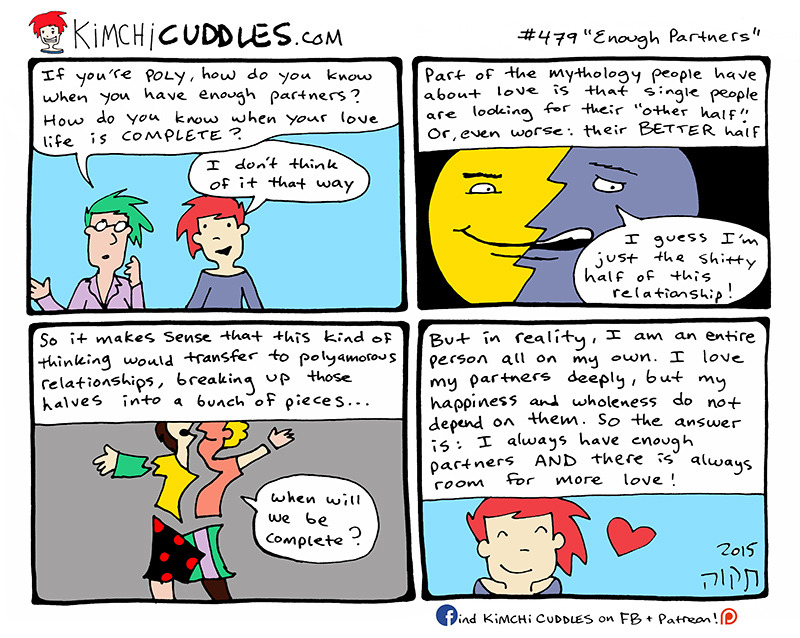 KiMCHi CUDDLES.com
#479 "Enough Partners"
If you're POLY, how do you know
when you have enough partners?
How do you know when your love
life is COMPLETE?
I don't think
of it that way
Part of the mythology people have
about love is that single people
are looking for their "other half".
Or, even worse: their BETTER half
I guess I'm
just the shitty
half of this
relationship!
So it makes sense that this kind of
thinking would transfer to polyamorous
relationships, breaking up those
halves into a bunch of pieces...
when will
we be
complete?
But in reality, I am an entire
person all on my own. I love
my partners deeply, but my
happiness and wholeness do not
depend on them. So the answer
is: I always have enough
partners AND there is always
room for more love!
2015
תקוה
find KiMCHi CUDDLES on FB + Patreon!